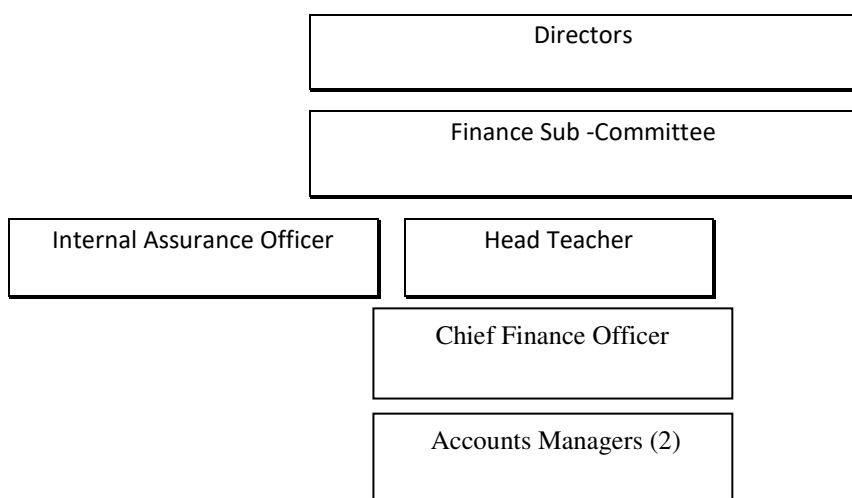 Directors
Finance Sub -Committee
Internal Assurance Officer
Head Teacher
Chief Finance Officer
Accounts Managers (2)